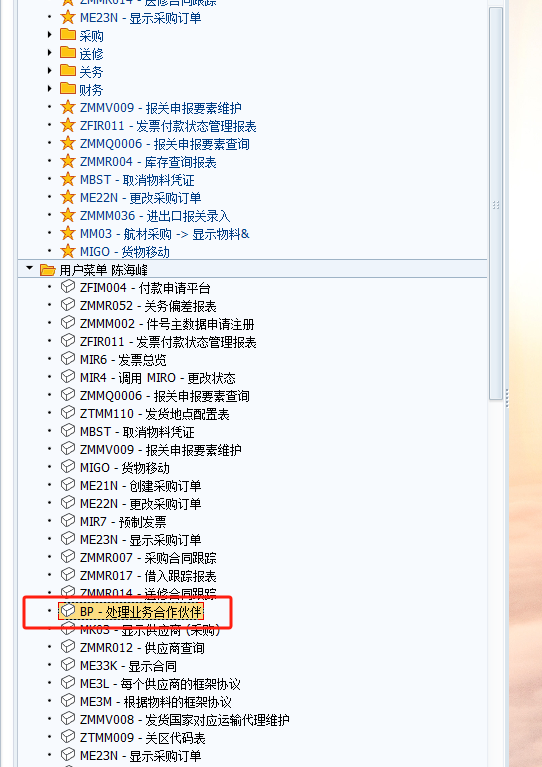 ZMMR014 - 送修合同跟踪
ME23N - 显示采购订单
采购
送修
关务
财务
ZMMV009 - 报关申报要素维护
ZFIR011 - 发票付款状态管理报表
ZMMQ0006 - 报关申报要素查询
ZMMR004 - 库存查询报表
MBST - 取消物料凭证
ME22N - 更改采购订单
ZMMM036 - 进出口报关录入
MM03 - 航材采购 -> 显示物料&
MIGO - 货物移动
用户菜单 陈海峰
ZFIM004 - 付款申请平台
ZMMR052 - 关务偏差报表
ZMMM002 - 件号主数据申请注册
ZFIR011 - 发票付款状态管理报表
MIR6 - 发票总览
MIR4 - 调用 MIRO - 更改状态
ZMMQ0006 - 报关申报要素查询
ZTMM110 - 发货地点配置表
MBST - 取消物料凭证
ZMMV009 - 报关申报要素维护
MIGO - 货物移动
ME21N - 创建采购订单
ME22N - 更改采购订单
MIR7 - 预制发票
ME23N - 显示采购订单
ZMMR007 - 采购合同跟踪
ZMMR017 - 借入跟踪报表
ZMMR014 - 送修合同跟踪
BP - 处理业务合作伙伴
MK03 - 显示供应商 (采购)
ZMMR012 - 供应商查询
ME33K - 显示合同
ME3L - 每个供应商的框架协议
ME3M - 根据物料的框架协议
ZMMV008 - 发货国家对应运输代理维护
ZTMM009 - 关区代码表
ME23N - 显示采购订单